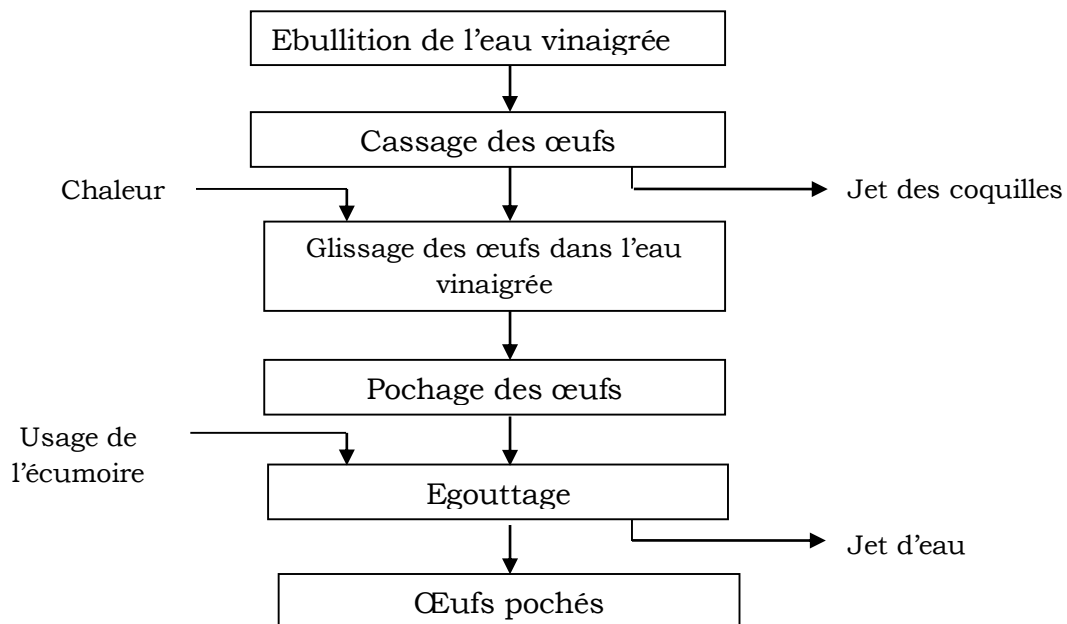 Ebullition de l’eau vinaigrée
Cassage des œufs
Chaleur
Jet des coquilles
Glissage des œufs dans l’eau
vinaigrée
Pochage des œufs
Usage de
l’écumoire
Egouttage
Jet d’eau
Œufs pochés